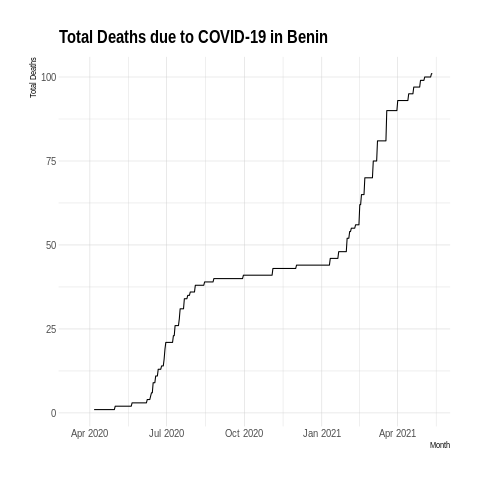 Total Deaths due to COVID-19 in Benin
Total Deaths
100
75
50
25
0
Apr 2020 Jul 2020 Oct 2020 Jan 2021 Apr 2021
Month